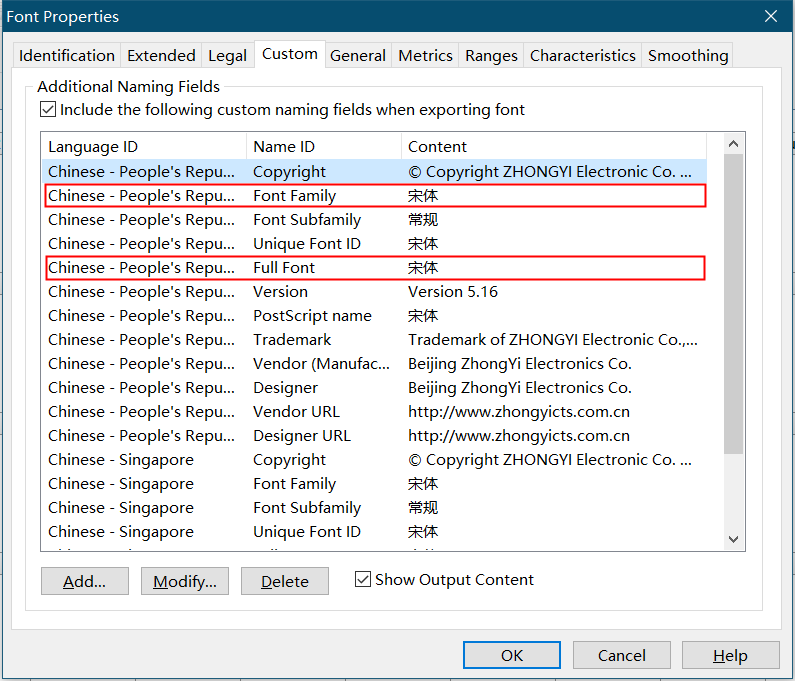 Font Properties
Identification Extended Legal Custom General Metrics Ranges Characteristics Smoothing
Additional Naming Fields
Include the following custom naming fields when exporting font
Language ID Name ID Content
Chinese - People's Repu... Copyright © Copyright ZHONGYI Electronic Co. ...
Chinese - People's Repu... Font Family 宋体
Chinese - People's Repu... Font Subfamily 常规
Chinese - People's Repu... Unique Font ID 宋体
Chinese - People's Repu... Full Font 宋体
Chinese - People's Repu... Version Version 5.16
Chinese - People's Repu... PostScript name 宋体
Chinese - People's Repu... Trademark Trademark of ZHONGYI Electronic Co.,...
Chinese - People's Repu... Vendor (Manufac... Beijing ZhongYi Electronics Co.
Chinese - People's Repu... Designer Beijing ZhongYi Electronics Co.
Chinese - People's Repu... Vendor URL http://www.zhongyicts.com.cn
Chinese - People's Repu... Designer URL http://www.zhongyicts.com.cn
Chinese - Singapore Copyright © Copyright ZHONGYI Electronic Co. ...
Chinese - Singapore Font Family 宋体
Chinese - Singapore Font Subfamily 常规
Chinese - Singapore Unique Font ID 宋体
Add... Modify... Delete Show Output Content
OK Cancel Help